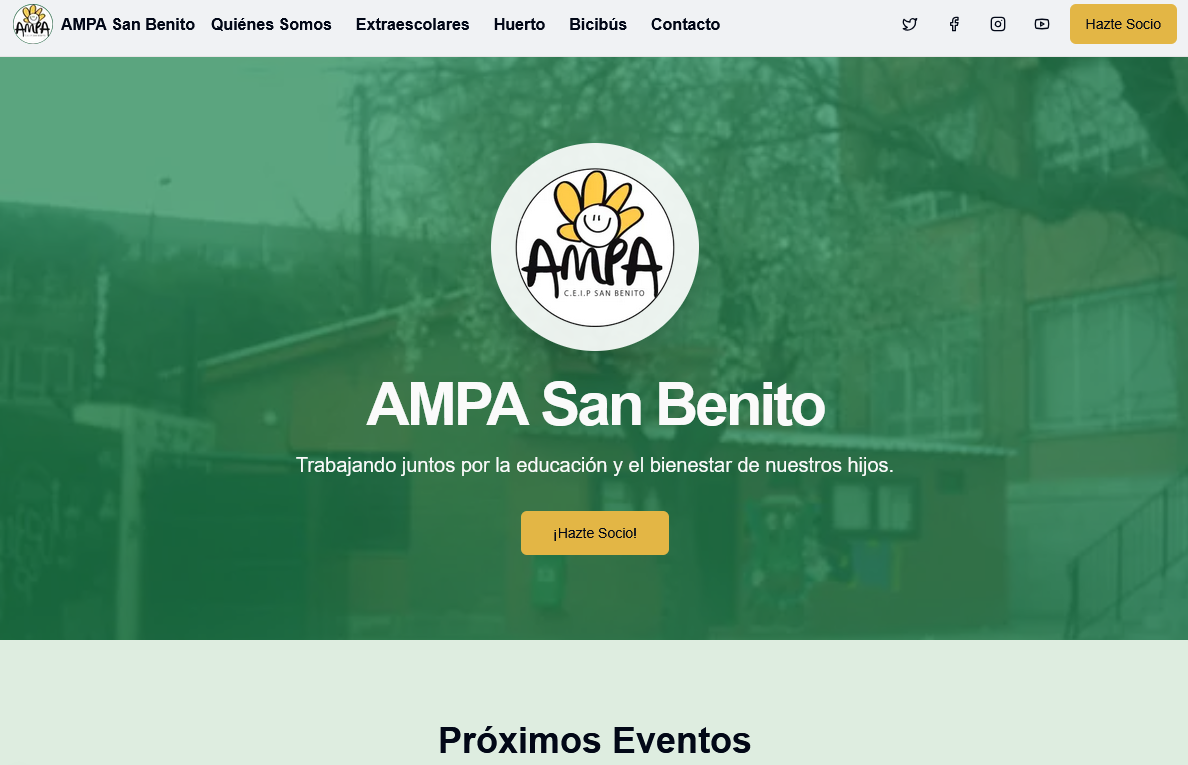 AMPA San Benito Quiénes Somos Extraescolares Huerto Bicibús Contacto Hazte Socio
AMPA
C.E.I.P SAN BENITO
AMPA San Benito
Trabajando juntos por la educación y el bienestar de nuestros hijos.
¡Hazte Socio!
Próximos Eventos